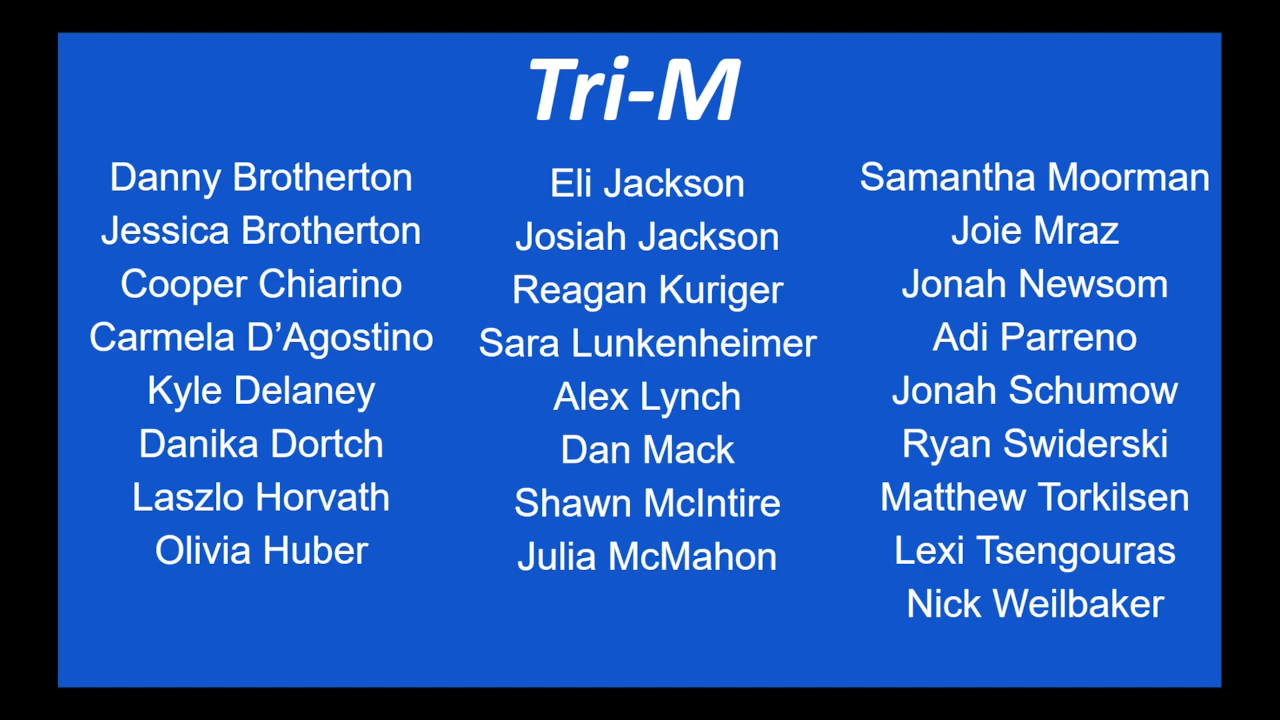 Tri-M
Danny Brotherton
Jessica Brotherton
Cooper Chiarino
Carmela D’Agostino
Kyle Delaney
Danika Dortch
Laszlo Horvath
Olivia Huber
Eli Jackson
Josiah Jackson
Reagan Kuriger
Sara Lunkenheimer
Alex Lynch
Dan Mack
Shawn McIntire
Julia McMahon
Samantha Moorman
Joie Mraz
Jonah Newsom
Adi Parreno
Jonah Schumow
Ryan Swiderski
Matthew Torkilsen
Lexi Tsengouras
Nick Weilbaker